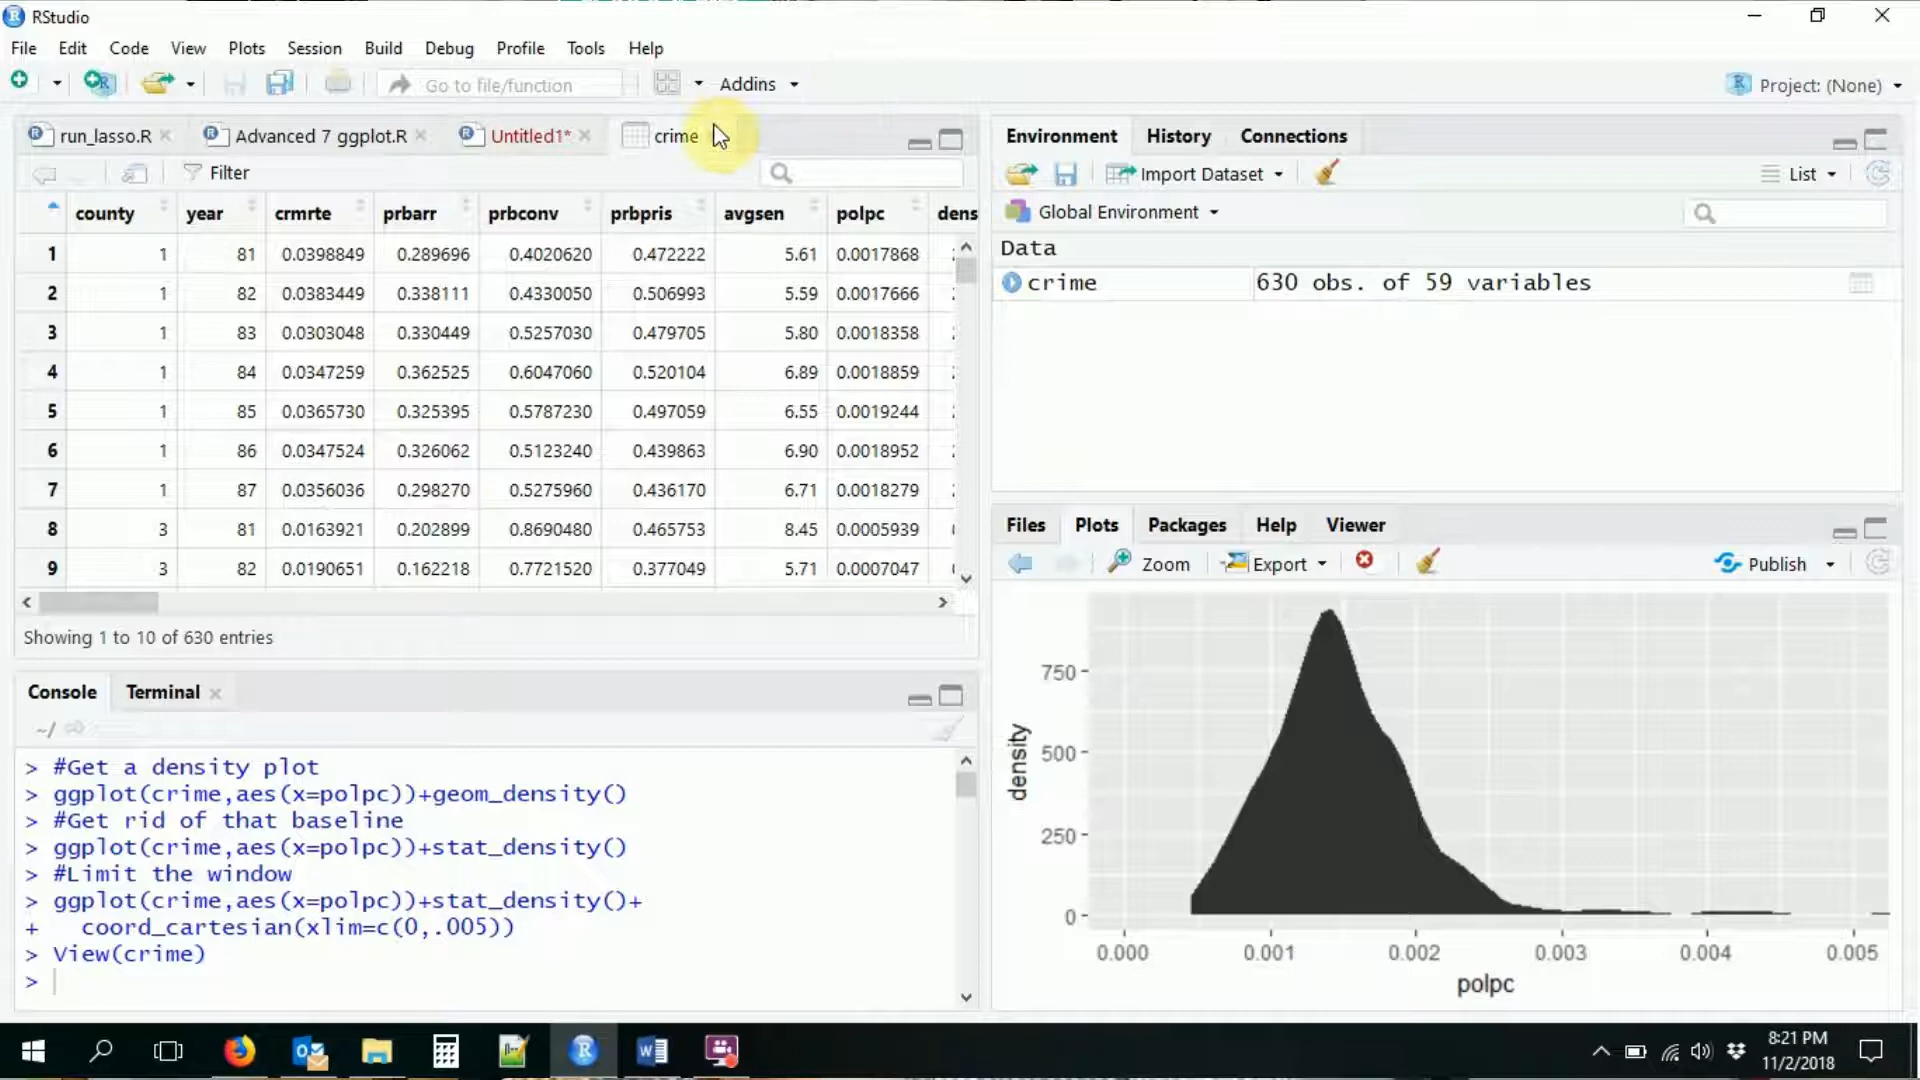 RStudio
File Edit Code View Plots Session Build Debug Profile Tools Help
Go to file/function Addins Project: (None)
run_lasso.R Advanced 7 ggplot.R Untitled1* crime
Filter
county year crmrte prbarr prbconv prbpris avgsen polpc dens
1 1 81 0.0398849 0.289696 0.4020620 0.472222 5.61 0.0017868
2 1 82 0.0383449 0.338111 0.4330050 0.506993 5.59 0.0017666
3 1 83 0.0303048 0.330449 0.5257030 0.479705 5.80 0.0018358
4 1 84 0.0347259 0.362525 0.6047060 0.520104 6.89 0.0018859
5 1 85 0.0365730 0.325395 0.5787230 0.497059 6.55 0.0019244
6 1 86 0.0347524 0.326062 0.5123240 0.439863 6.90 0.0018952
7 1 87 0.0356036 0.298270 0.5275960 0.436170 6.71 0.0018279
8 3 81 0.0163921 0.202899 0.8690480 0.465753 8.45 0.0005939
9 3 82 0.0190651 0.162218 0.7721520 0.377049 5.71 0.0007047
Showing 1 to 10 of 630 entries
Console Terminal
~/
> #Get a density plot
> ggplot(crime,aes(x=polpc))+geom_density()
> #Get rid of that baseline
> ggplot(crime,aes(x=polpc))+stat_density()
> #Limit the window
> ggplot(crime,aes(x=polpc))+stat_density()+
+   coord_cartesian(xlim=c(0,.005))
> View(crime)
>
Environment History Connections
Import Dataset List
Global Environment
Data
crime 630 obs. of 59 variables
Files Plots Packages Help Viewer
Zoom Export Publish
density
750
500
250
0
0.000 0.001 0.002 0.003 0.004 0.005
polpc
8:21 PM
11/2/2018